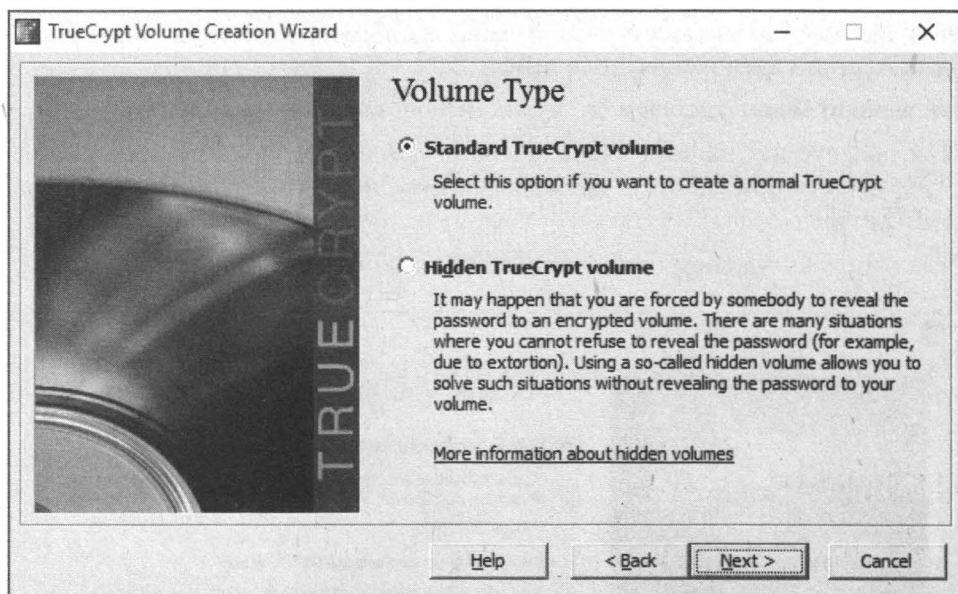 TrueCrypt Volume Creation Wizard
TRUECRYPT
Volume Type
Standard TrueCrypt volume
Select this option if you want to create a normal TrueCrypt
volume.
Hidden TrueCrypt volume
It may happen that you are forced by somebody to reveal the
password to an encrypted volume. There are many situations
where you cannot refuse to reveal the password (for example,
due to extortion). Using a so-called hidden volume allows you to
solve such situations without revealing the password to your
volume.
More information about hidden volumes
Help
< Back
Next >
Cancel